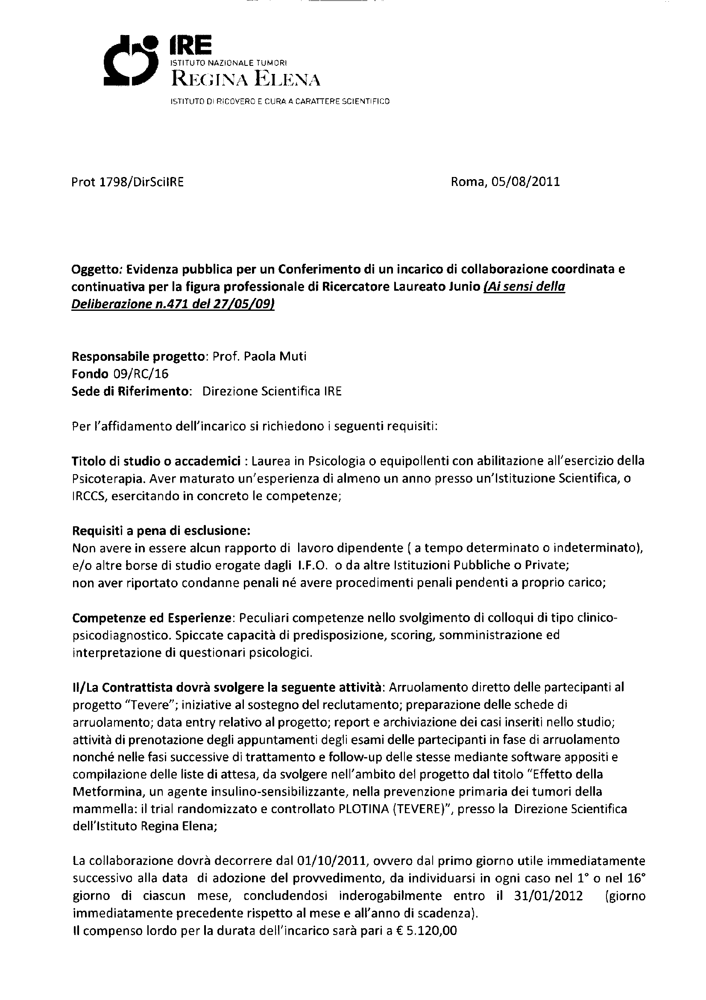 IRE
ISTITUTO NAZIONALE TUMORI
REGINA ELENA
ISTITUTO DI RICOVERO E CURA A CARATTERE SCIENTIFICO
Prot 1798/DirSciIRE Roma, 05/08/2011
Oggetto: Evidenza pubblica per un Conferimento di un incarico di collaborazione coordinata e
continuativa per la figura professionale di Ricercatore Laureato Junio (Ai sensi della
Deliberazione n.471 del 27/05/09)
Responsabile progetto: Prof. Paola Muti
Fondo 09/RC/16
Sede di Riferimento: Direzione Scientifica IRE
Per l'affidamento dell'incarico si richiedono i seguenti requisiti:
Titolo di studio o accademici : Laurea in Psicologia o equipollenti con abilitazione all'esercizio della
Psicoterapia. Aver maturato un'esperienza di almeno un anno presso un'Istituzione Scientifica, o
IRCCS, esercitando in concreto le competenze;
Requisiti a pena di esclusione:
Non avere in essere alcun rapporto di lavoro dipendente ( a tempo determinato o indeterminato),
e/o altre borse di studio erogate dagli I.F.O. o da altre Istituzioni Pubbliche o Private;
non aver riportato condanne penali né avere procedimenti penali pendenti a proprio carico;
Competenze ed Esperienze: Peculiari competenze nello svolgimento di colloqui di tipo clinico-
psicodiagnostico. Spiccate capacità di predisposizione, scoring, somministrazione ed
interpretazione di questionari psicologici.
Il/La Contrattista dovrà svolgere la seguente attività: Arruolamento diretto delle partecipanti al
progetto "Tevere"; iniziative al sostegno del reclutamento; preparazione delle schede di
arruolamento; data entry relativo al progetto; report e archiviazione dei casi inseriti nello studio;
attività di prenotazione degli appuntamenti degli esami delle partecipanti in fase di arruolamento
nonché nelle fasi successive di trattamento e follow-up delle stesse mediante software appositi e
compilazione delle liste di attesa, da svolgere nell'ambito del progetto dal titolo "Effetto della
Metformina, un agente insulino-sensibilizzante, nella prevenzione primaria dei tumori della
mammella: il trial randomizzato e controllato PLOTINA (TEVERE)", presso la Direzione Scientifica
dell'Istituto Regina Elena;
La collaborazione dovrà decorrere dal 01/10/2011, ovvero dal primo giorno utile immediatamente
successivo alla data di adozione del provvedimento, da individuarsi in ogni caso nel 1° o nel 16°
giorno di ciascun mese, concludendosi inderogabilmente entro il 31/01/2012 (giorno
immediatamente precedente rispetto al mese e all'anno di scadenza).
Il compenso lordo per la durata dell'incarico sarà pari a € 5.120,00